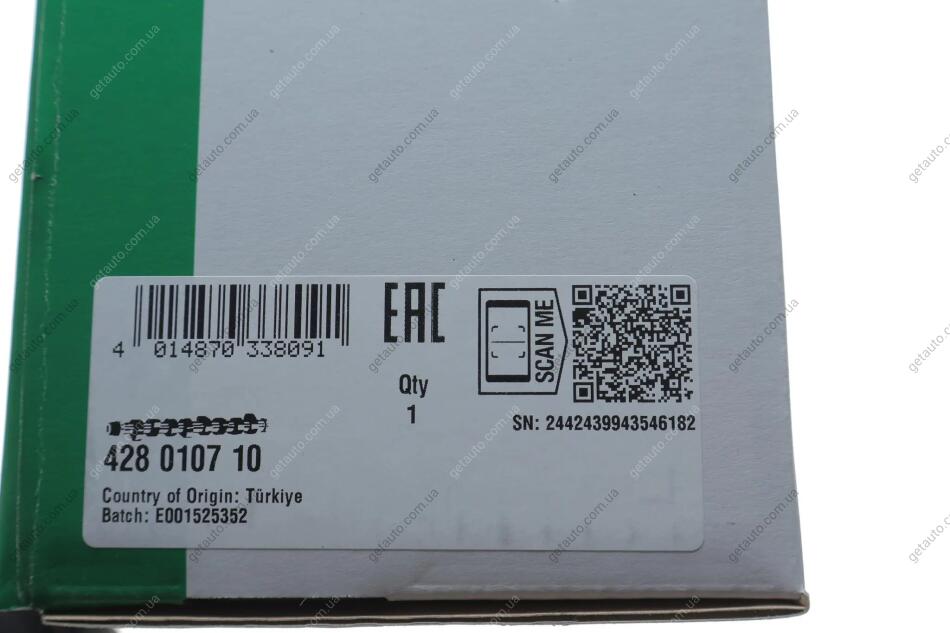 4 014870 338091
EAC
SCAN ME
Qty
1
SN: 2442439943546182
428 0107 10
Country of Origin: Türkiye
Batch: E001525352
getauto.com.ua